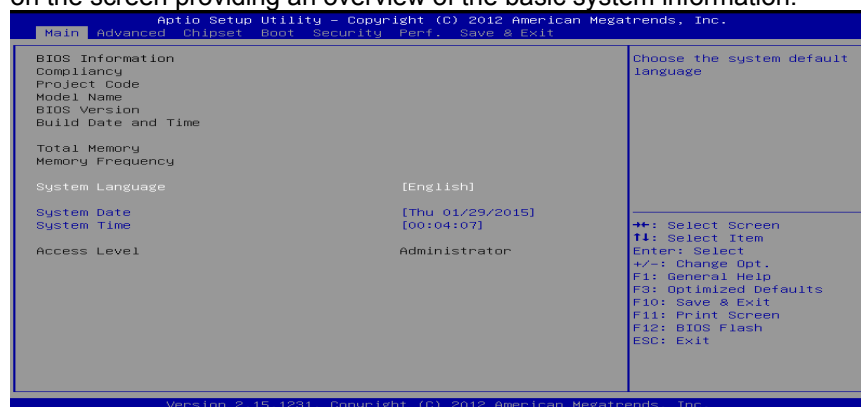 on the screen providing an overview of the basic system information.
Aptio Setup Utility – Copyright (C) 2012 American Megatrends, Inc.
Main Advanced Chipset Boot Security Perf. Save & Exit
BIOS Information
Compliancy
Project Code
Model Name
BIOS Version
Build Date and Time
Total Memory
Memory Frequency
System Language [English]
System Date [Thu 01/29/2015]
System Time [00:04:07]
Access Level Administrator
Choose the system default
language
→←: Select Screen
↑↓: Select Item
Enter: Select
+/-: Change Opt.
F1: General Help
F3: Optimized Defaults
F10: Save & Exit
F11: Print Screen
F12: BIOS Flash
ESC: Exit
Version 2.15.1231. Copyright (C) 2012 American Megatrends, Inc.